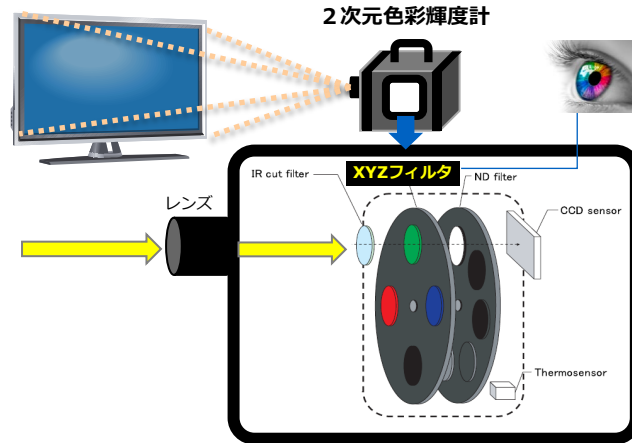 ２次元色彩輝度計
IR cut filter
XYZフィルタ
ND filter
レンズ
CCD sensor
Thermosensor